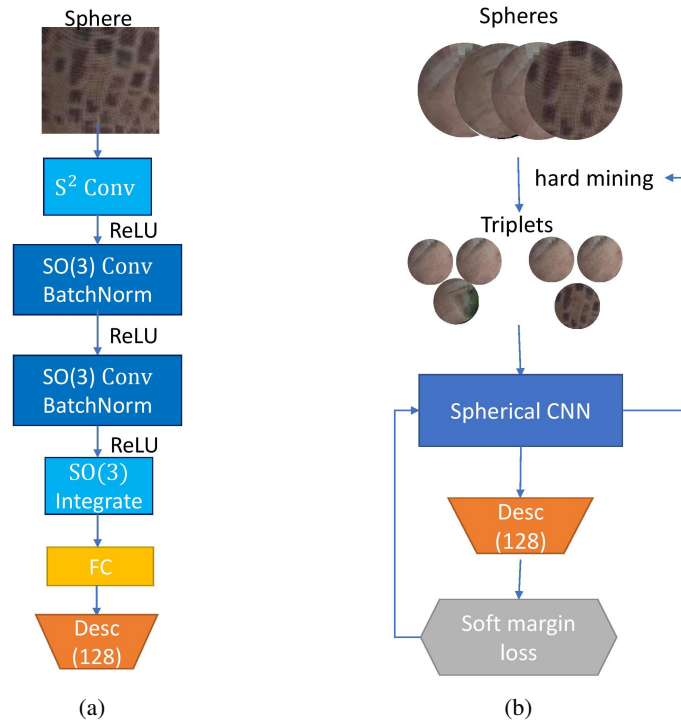 Sphere
S² Conv
ReLU
SO(3) Conv
BatchNorm
ReLU
SO(3) Conv
BatchNorm
ReLU
SO(3)
Integrate
FC
Desc
(128)
(a)
Spheres
hard mining
Triplets
Spherical CNN
Desc
(128)
Soft margin
loss
(b)